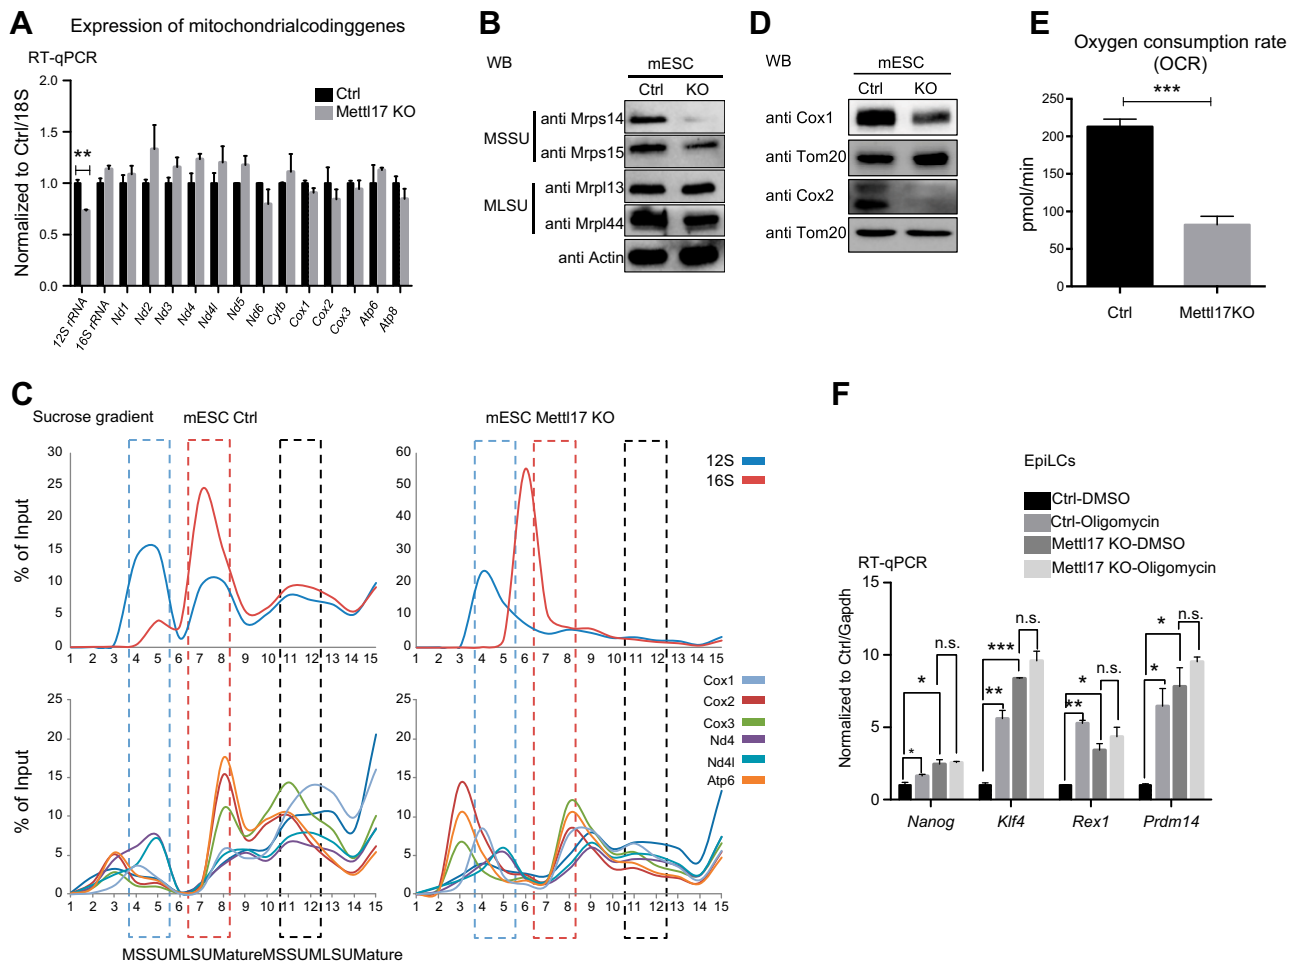 A
Expression of mitochondrialcodinggenes
RT-qPCR
Normalized to Ctrl/18S
2.0
1.5
1.0
0.5
0.0
Ctrl
Mettl17 KO
**
12S rRNA
16S rRNA
Nd1
Nd2
Nd3
Nd4
Nd4l
Nd5
Nd6
Cytb
Cox1
Cox2
Cox3
Atp6
Atp8
B
WB
mESC
Ctrl KO
MSSU
anti Mrps14
anti Mrps15
MLSU
anti Mrpl13
anti Mrpl44
anti Actin
D
WB
mESC
Ctrl KO
anti Cox1
anti Tom20
anti Cox2
anti Tom20
E
Oxygen consumption rate
(OCR)
***
pmol/min
250
200
150
100
50
0
Ctrl Mettl17KO
C
Sucrose gradient mESC Ctrl
mESC Mettl17 KO
% of Input
30
25
20
15
10
5
0
1 2 3 4 5 6 7 8 9 10 11 12 13 14 15
60
50
40
30
20
10
0
1 2 3 4 5 6 7 8 9 10 11 12 13 14 15
12S
16S
% of Input
25
20
15
10
5
0
1 2 3 4 5 6 7 8 9 10 11 12 13 14 15
25
20
15
10
5
0
1 2 3 4 5 6 7 8 9 10 11 12 13 14 15
Cox1
Cox2
Cox3
Nd4
Nd4l
Atp6
MSSUMLSUMatureMSSUMLSUMature
F
EpiLCs
Ctrl-DMSO
Ctrl-Oligomycin
Mettl17 KO-DMSO
Mettl17 KO-Oligomycin
RT-qPCR
Normalized to Ctrl/Gapdh
15
10
5
0
* * n.s.
** *** n.s.
** * n.s.
* * n.s.
Nanog Klf4 Rex1 Prdm14